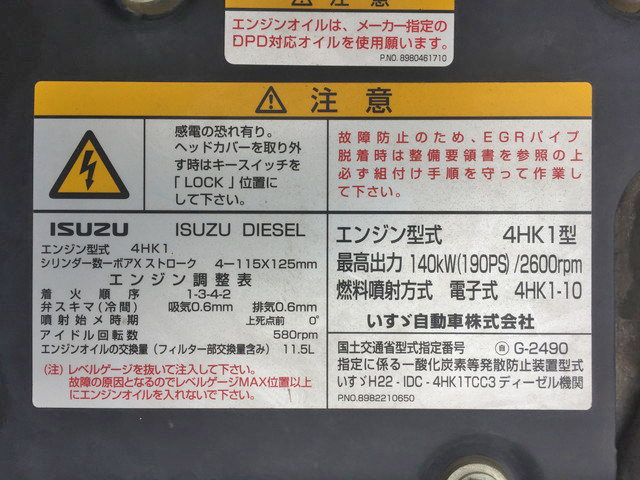 注意
エンジンオイルは、メーカー指定の
DPD対応オイルを使用願います。
P.NO. 8980461710
注意
感電の恐れ有り。
ヘッドカバーを取り外
す時はキースイッチを
「LOCK」位置に
して下さい。
故障防止のため、EGRパイプ
脱着時は整備要領書を参照の上
必ず組付け手順を守って作業し
て下さい。
ISUZU ISUZU DIESEL
エンジン型式 4HK1
シリンダー数ーボアXストローク 4ー115X125mm
エンジン調整表
着火順序 1-3-4-2
弁スキマ(冷間) 吸気0.6mm 排気0.6mm
噴射始メ時期 上死点前 0°
アイドル回転数 580rpm
エンジンオイルの交換量(フィルター部交換量含み) 11.5L
(注)レベルゲージを抜いて注入して下さい。
故障の原因となるのでレベルゲージMAX位置以上
にエンジンオイルを入れないで下さい。
エンジン型式 4HK1型
最高出力 140kW(190PS)/2600rpm
燃料噴射方式 電子式 4HK1-10
いすゞ自動車株式会社
国土交通省型式指定番号 自 G-2490
指定に係る一酸化炭素等発散防止装置型式
いすゞH22-IDC-4HK1TCC3ディーゼル機関
P.NO.8982210650